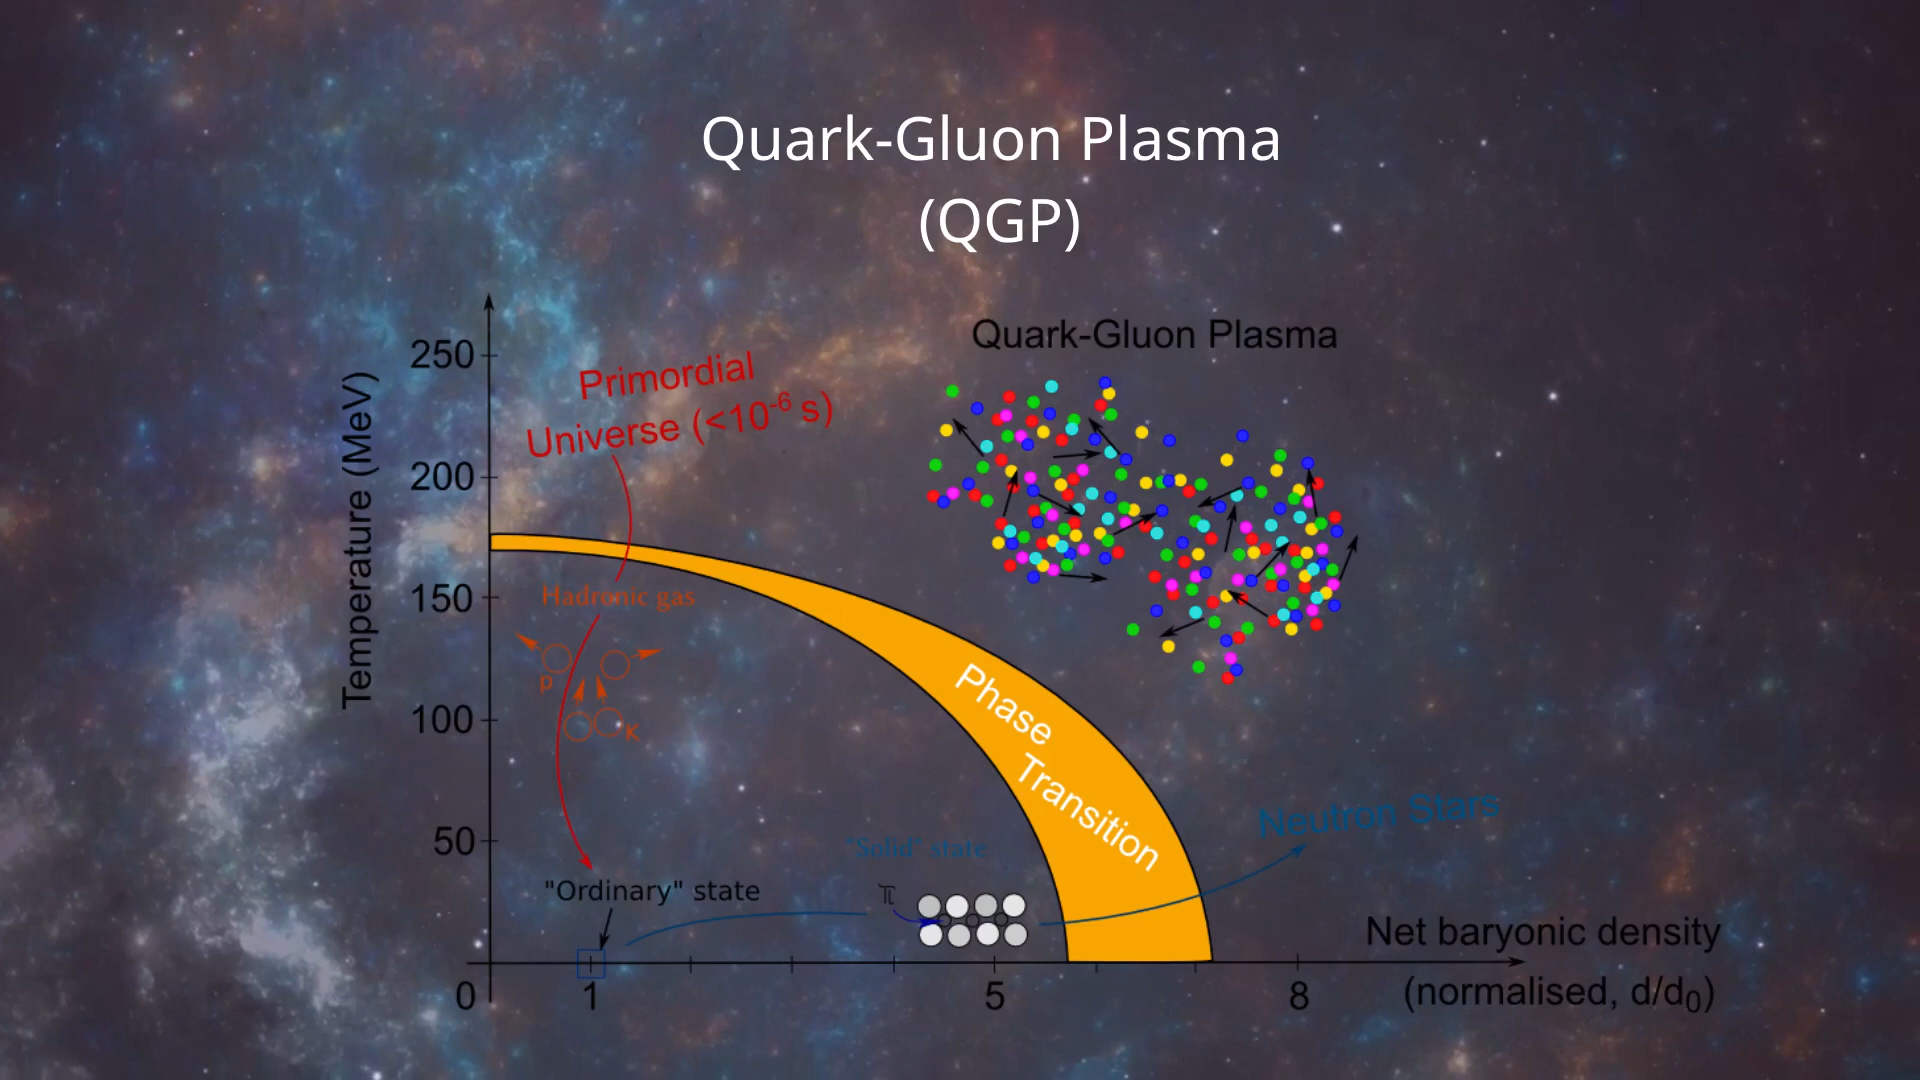 Quark-Gluon Plasma
(QGP)
Quark-Gluon Plasma
250
200
150
100
50
0
Temperature (MeV)
Primordial
Universe (<10⁻⁶ s)
Hadronic gas
p
K
"Ordinary" state
"Solid" state
π
Phase
Transition
Neutron Stars
1
5
8
Net baryonic density
(normalised, d/d₀)